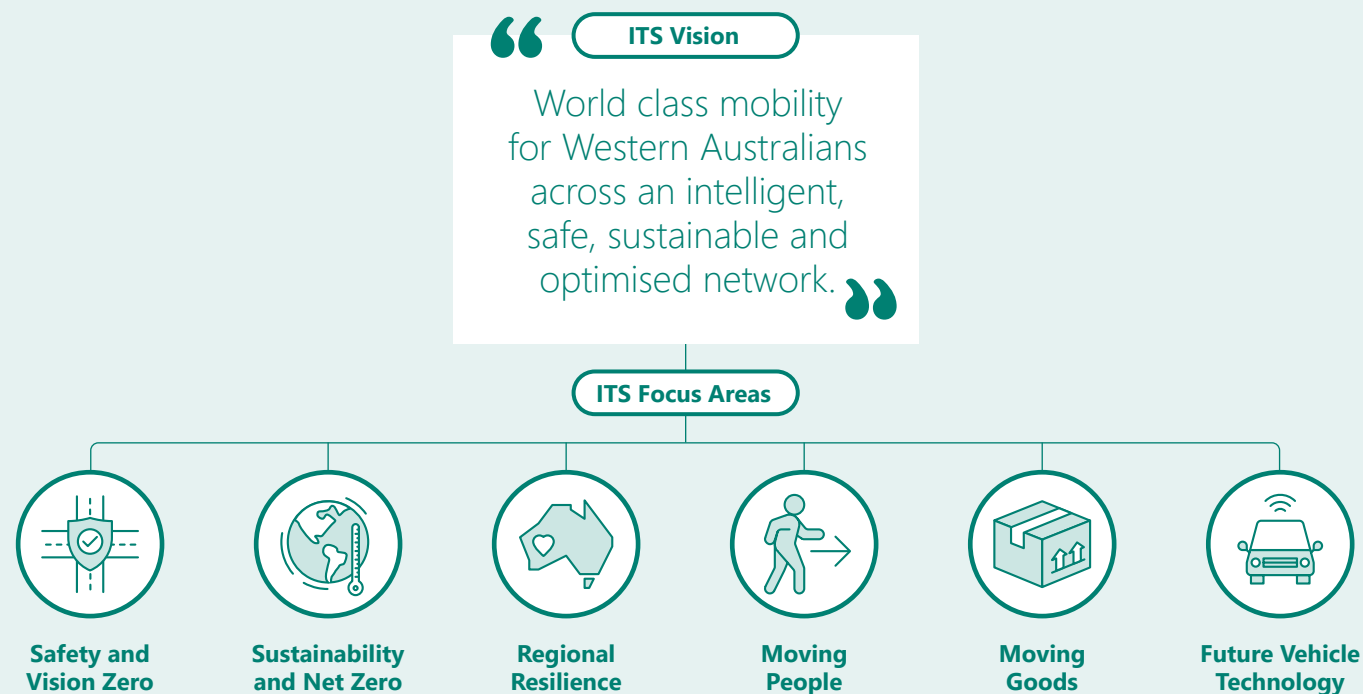 ITS Vision
“
World class mobility
for Western Australians
across an intelligent,
safe, sustainable and
optimised network.
”
ITS Focus Areas
Safety and
Vision Zero
Sustainability
and Net Zero
Regional
Resilience
Moving
People
Moving
Goods
Future Vehicle
Technology